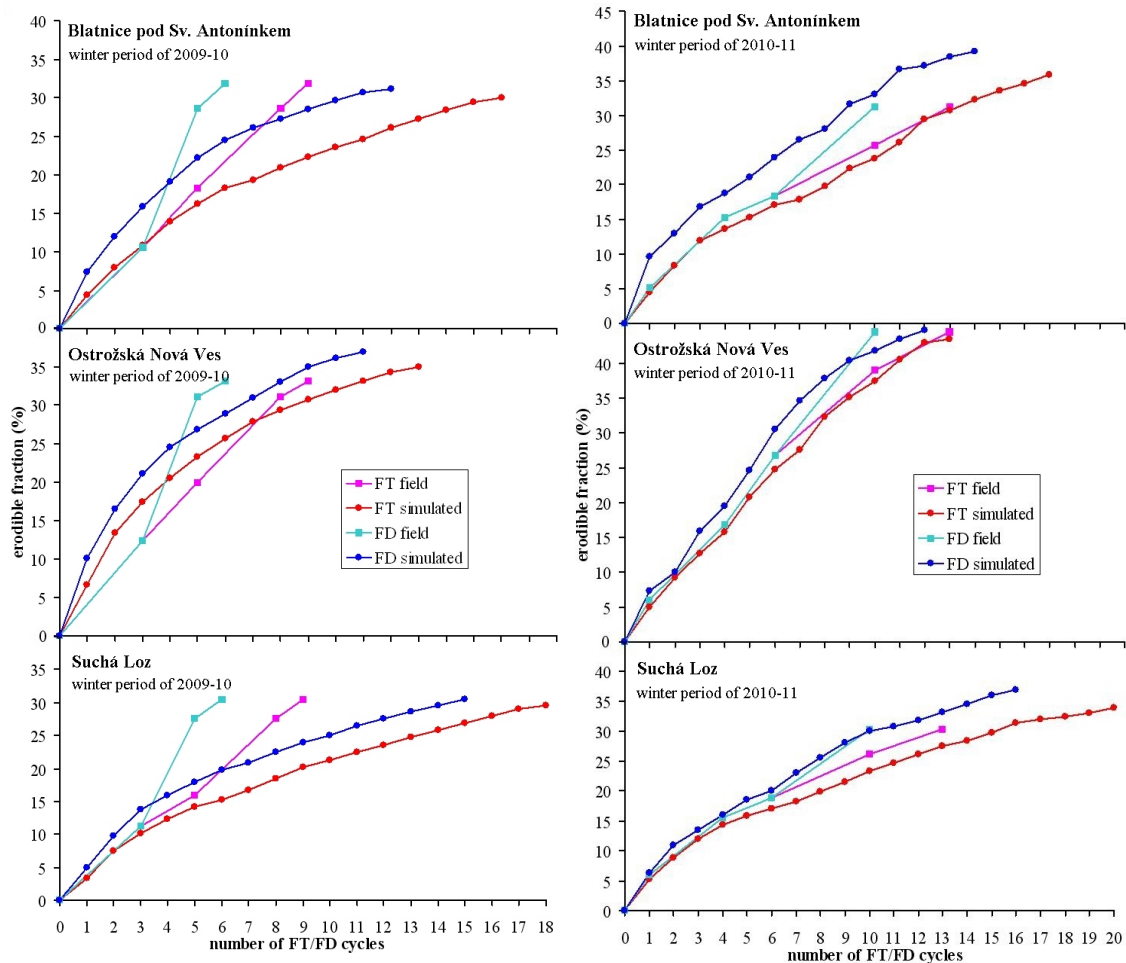 40
35
30
25
20
15
10
5
0
Blatnice pod Sv. Antonínkem
winter period of 2009-10
35
30
25
20
15
10
5
0
erodible fraction (%)
Ostrožská Nová Ves
winter period of 2009-10
FT field
FT simulated
FD field
FD simulated
35
30
25
20
15
10
5
0
Suchá Loz
winter period of 2009-10
0 1 2 3 4 5 6 7 8 9 10 11 12 13 14 15 16 17 18
number of FT/FD cycles
45
40
35
30
25
20
15
10
5
0
Blatnice pod Sv. Antonínkem
winter period of 2010-11
40
35
30
25
20
15
10
5
0
erodible fraction (%)
Ostrožská Nová Ves
winter period of 2010-11
FT field
FT simulated
FD field
FD simulated
40
35
30
25
20
15
10
5
0
Suchá Loz
winter period of 2010-11
0 1 2 3 4 5 6 7 8 9 10 11 12 13 14 15 16 17 18 19 20
number of FT/FD cycles